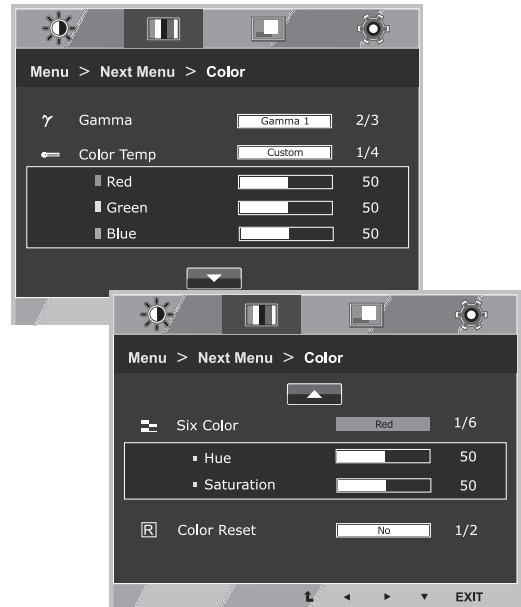 Menu > Next Menu > Color
γ Gamma Gamma 1 2/3
Color Temp Custom 1/4
Red 50
Green 50
Blue 50
Menu > Next Menu > Color
Six Color Red 1/6
Hue 50
Saturation 50
R Color Reset No 1/2
EXIT